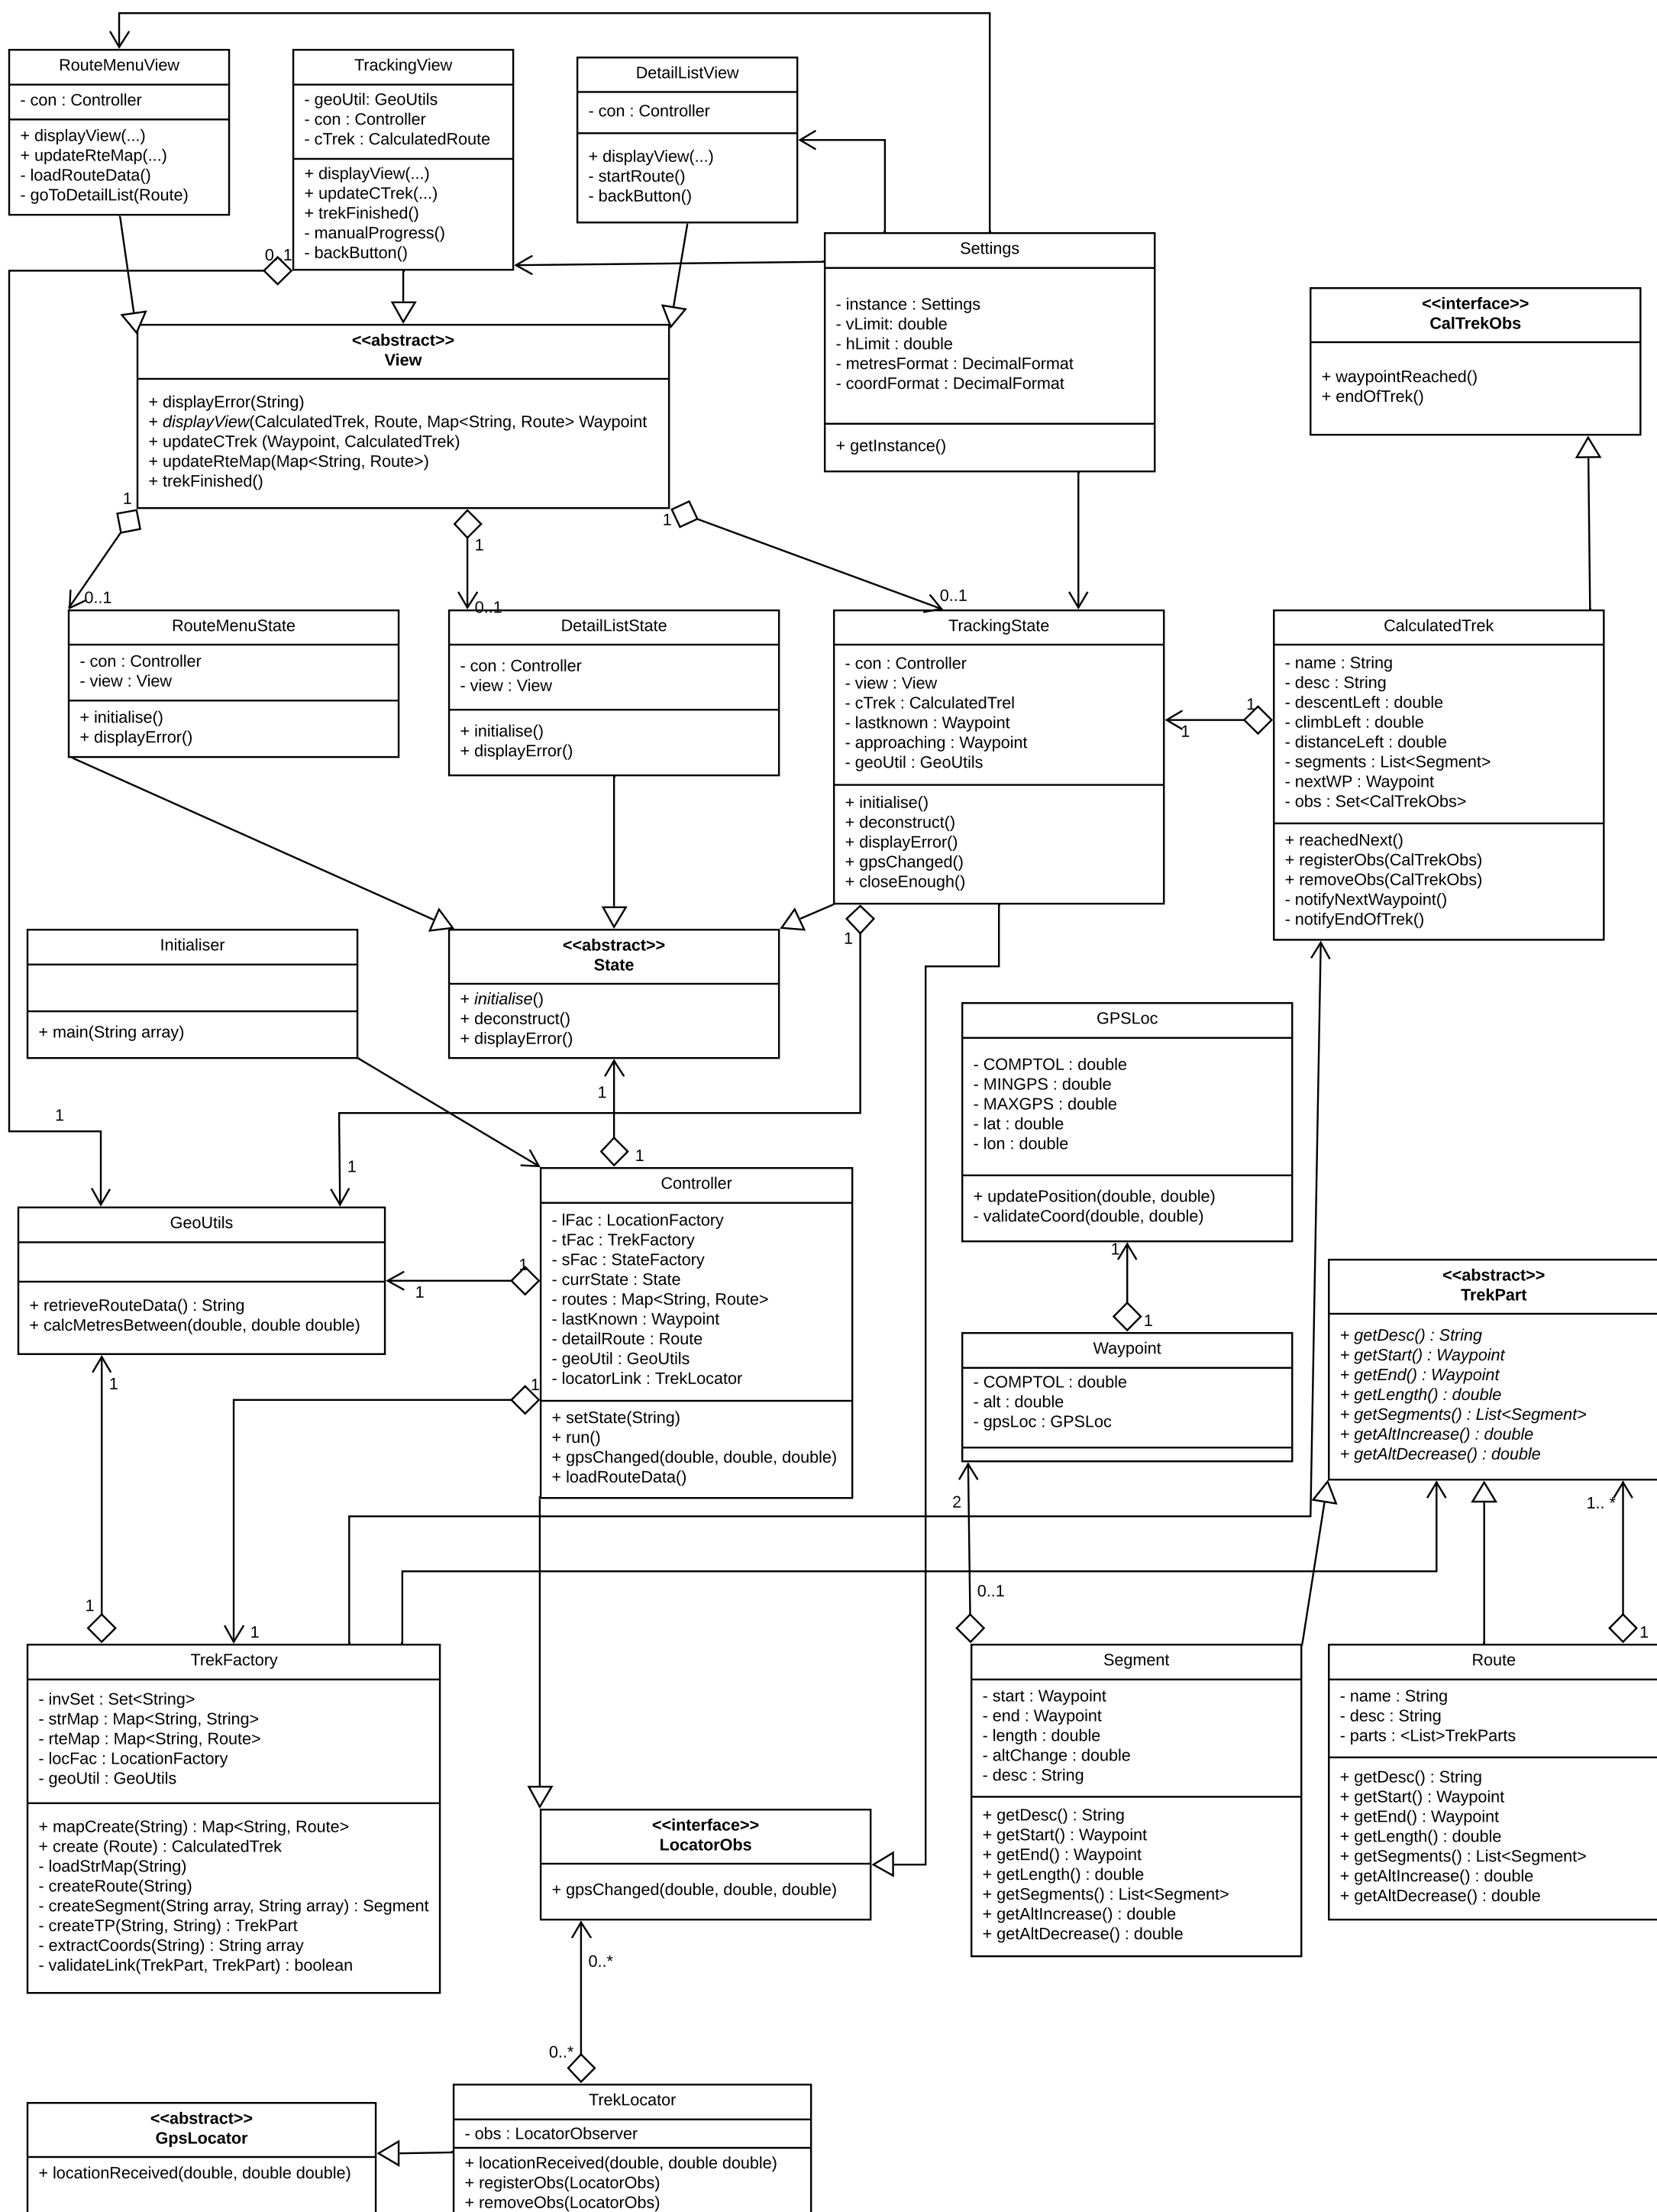 RouteMenuView
- con : Controller
+ displayView(...)
+ updateRteMap(...)
- loadRouteData()
- goToDetailList(Route)
TrackingView
- geoUtil: GeoUtils
- con : Controller
- cTrek : CalculatedRoute
+ displayView(...)
+ updateCTrek(...)
+ trekFinished()
- manualProgress()
- backButton()
0..1
DetailListView
- con : Controller
+ displayView(...)
- startRoute()
- backButton()
Settings
- instance : Settings
- vLimit: double
- hLimit : double
- metresFormat : DecimalFormat
- coordFormat : DecimalFormat
+ getInstance()
<<interface>>
CalTrekObs
+ waypointReached()
+ endOfTrek()
<<abstract>>
View
+ displayError(String)
+ displayView(CalculatedTrek, Route, Map<String, Route> Waypoint
+ updateCTrek (Waypoint, CalculatedTrek)
+ updateRteMap(Map<String, Route>)
+ trekFinished()
1
1
1
0..1
0..1
0..1
RouteMenuState
- con : Controller
- view : View
+ initialise()
+ displayError()
DetailListState
- con : Controller
- view : View
+ initialise()
+ displayError()
TrackingState
- con : Controller
- view : View
- cTrek : CalculatedTrel
- lastknown : Waypoint
- approaching : Waypoint
- geoUtil : GeoUtils
+ initialise()
+ deconstruct()
+ displayError()
+ gpsChanged()
+ closeEnough()
1
1
CalculatedTrek
- name : String
- desc : String
- descentLeft : double
- climbLeft : double
- distanceLeft : double
- segments : List<Segment>
- nextWP : Waypoint
- obs : Set<CalTrekObs>
+ reachedNext()
+ registerObs(CalTrekObs)
+ removeObs(CalTrekObs)
- notifyNextWaypoint()
- notifyEndOfTrek()
Initialiser
+ main(String array)
<<abstract>>
State
+ initialise()
+ deconstruct()
+ displayError()
1
1
1
1
1
GPSLoc
- COMPTOL : double
- MINGPS : double
- MAXGPS : double
- lat : double
- lon : double
+ updatePosition(double, double)
- validateCoord(double, double)
1
1
GeoUtils
+ retrieveRouteData() : String
+ calcMetresBetween(double, double double)
1
1
1
1
Controller
- lFac : LocationFactory
- tFac : TrekFactory
- sFac : StateFactory
- currState : State
- routes : Map<String, Route>
- lastKnown : Waypoint
- detailRoute : Route
- geoUtil : GeoUtils
- locatorLink : TrekLocator
+ setState(String)
+ run()
+ gpsChanged(double, double, double)
+ loadRouteData()
1
1
Waypoint
- COMPTOL : double
- alt : double
- gpsLoc : GPSLoc
2
0..1
<<abstract>>
TrekPart
+ getDesc() : String
+ getStart() : Waypoint
+ getEnd() : Waypoint
+ getLength() : double
+ getSegments() : List<Segment>
+ getAltIncrease() : double
+ getAltDecrease() : double
1.. *
1
TrekFactory
- invSet : Set<String>
- strMap : Map<String, String>
- rteMap : Map<String, Route>
- locFac : LocationFactory
- geoUtil : GeoUtils
+ mapCreate(String) : Map<String, Route>
+ create (Route) : CalculatedTrek
- loadStrMap(String)
- createRoute(String)
- createSegment(String array, String array) : Segment
- createTP(String, String) : TrekPart
- extractCoords(String) : String array
- validateLink(TrekPart, TrekPart) : boolean
<<interface>>
LocatorObs
+ gpsChanged(double, double, double)
0..*
0..*
Segment
- start : Waypoint
- end : Waypoint
- length : double
- altChange : double
- desc : String
+ getDesc() : String
+ getStart() : Waypoint
+ getEnd() : Waypoint
+ getLength() : double
+ getSegments() : List<Segment>
+ getAltIncrease() : double
+ getAltDecrease() : double
Route
- name : String
- desc : String
- parts : <List>TrekParts
+ getDesc() : String
+ getStart() : Waypoint
+ getEnd() : Waypoint
+ getLength() : double
+ getSegments() : List<Segment>
+ getAltIncrease() : double
+ getAltDecrease() : double
<<abstract>>
GpsLocator
+ locationReceived(double, double double)
TrekLocator
- obs : LocatorObserver
+ locationReceived(double, double double)
+ registerObs(LocatorObs)
+ removeObs(LocatorObs)